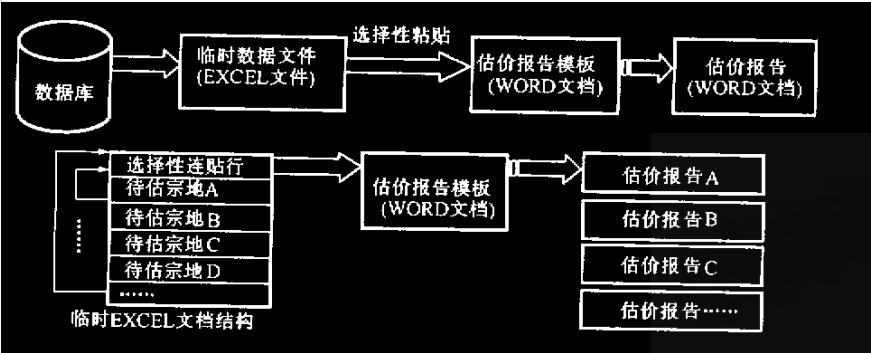 数据库
临时数据文件
(EXCEL文件)
选择性粘贴
估价报告模板
(WORD文档)
估价报告
(WORD文档)
选择性连贴行
待估宗地A
待估宗地B
待估宗地C
待估宗地D
……
……
临时EXCEL文档结构
估价报告模板
(WORD文档)
估价报告A
估价报告B
估价报告C
估价报告……